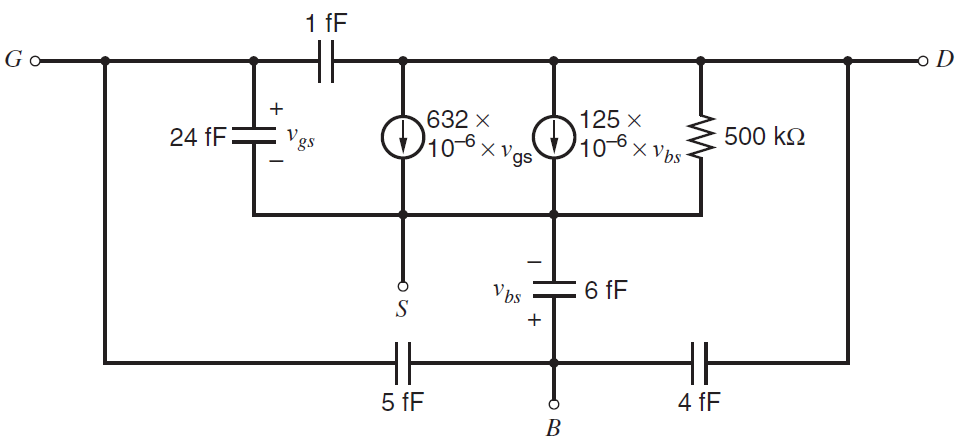 1 fF
G
D
+
24 fF
v_gs
−
632 ×
10⁻⁶ × v_gs
125 ×
10⁻⁶ × v_bs
500 kΩ
−
v_bs
6 fF
+
S
5 fF
4 fF
B